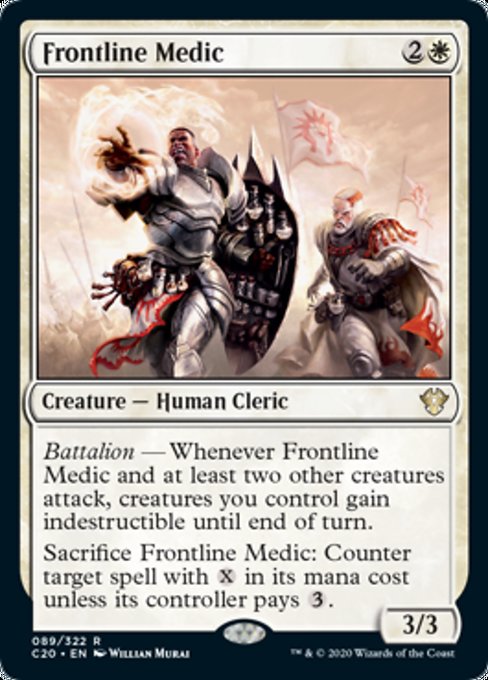 Frontline Medic 2
Creature — Human Cleric
Battalion — Whenever Frontline
Medic and at least two other creatures
attack, creatures you control gain
indestructible until end of turn.
Sacrifice Frontline Medic: Counter
target spell with X in its mana cost
unless its controller pays 3.
3/3
089/322 R
C20 • EN Willian Murai
™ & © 2020 Wizards of the Coast